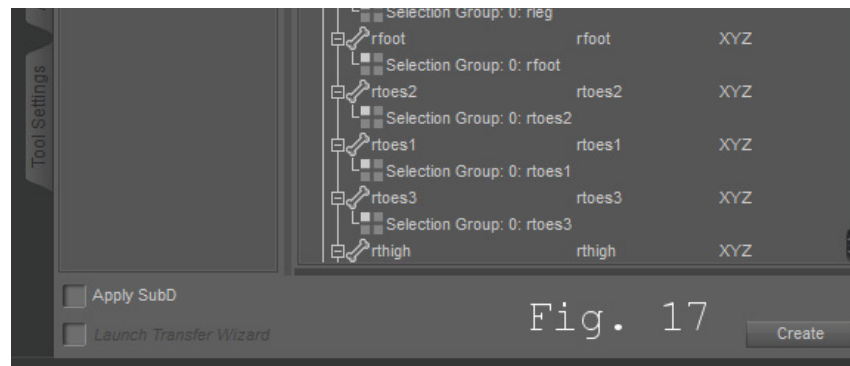 Tool Settings
Selection Group: 0: rleg
rfoot rfoot XYZ
Selection Group: 0: rfoot
rtoes2 rtoes2 XYZ
Selection Group: 0: rtoes2
rtoes1 rtoes1 XYZ
Selection Group: 0: rtoes1
rtoes3 rtoes3 XYZ
Selection Group: 0: rtoes3
rthigh rthigh XYZ
Apply SubD
Launch Transfer Wizard
Fig. 17
Create